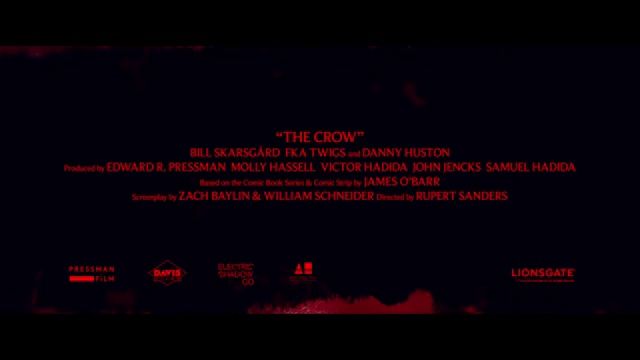 “THE CROW”
BILL SKARSGÅRD FKA TWIGS and DANNY HUSTON
Produced by EDWARD R. PRESSMAN MOLLY HASSELL VICTOR HADIDA JOHN JENCKS SAMUEL HADIDA
Based on the Comic Book Series & Comic Strip by JAMES O'BARR
Screenplay by ZACH BAYLIN & WILLIAM SCHNEIDER Directed by RUPERT SANDERS
PRESSMAN FILM
DAVIS
ELECTRIC SHADOW CO
LIONSGATE